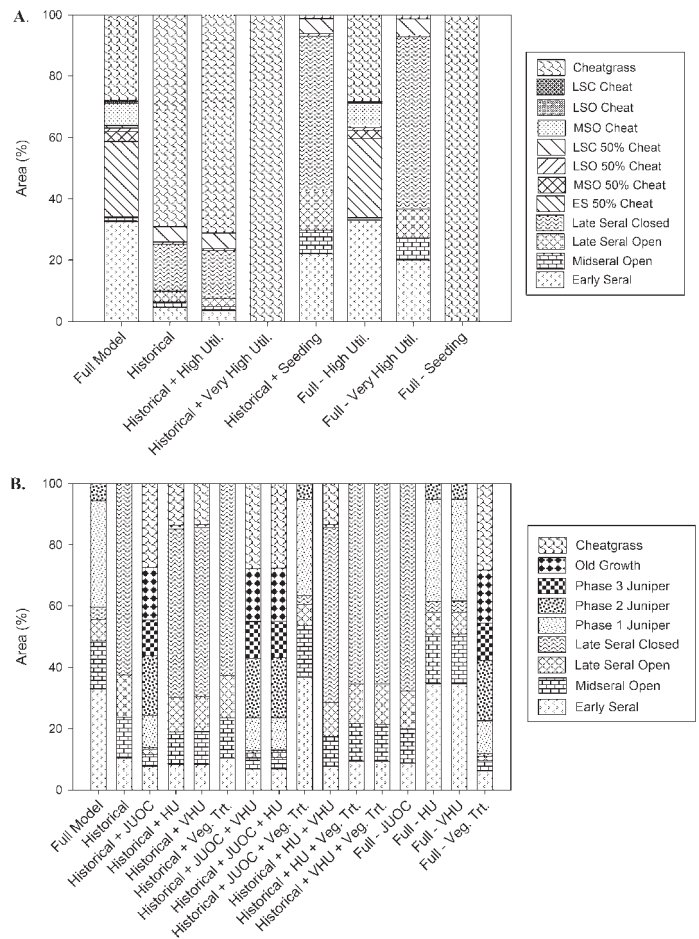 A.
100
80
60
40
20
0
Area (%)
Full Model
Historical
Historical + High Util.
Historical + Very High Util.
Historical + Seeding
Full - High Util.
Full - Very High Util.
Full - Seeding
Cheatgrass
LSC Cheat
LSO Cheat
MSO Cheat
LSC 50% Cheat
LSO 50% Cheat
MSO 50% Cheat
ES 50% Cheat
Late Seral Closed
Late Seral Open
Midseral Open
Early Seral
B.
100
80
60
40
20
0
Area (%)
Full Model
Historical
Historical + JUOC
Historical + HU
Historical + VHU
Historical + Veg. Trt.
Historical + JUOC + VHU
Historical + JUOC + HU
Historical + JUOC + Veg. Trt.
Historical + HU + VHU
Historical + HU + Veg. Trt.
Historical + VHU + Veg. Trt.
Full - JUOC
Full - HU
Full - VHU
Full - Veg. Trt.
Cheatgrass
Old Growth
Phase 3 Juniper
Phase 2 Juniper
Phase 1 Juniper
Late Seral Closed
Late Seral Open
Midseral Open
Early Seral